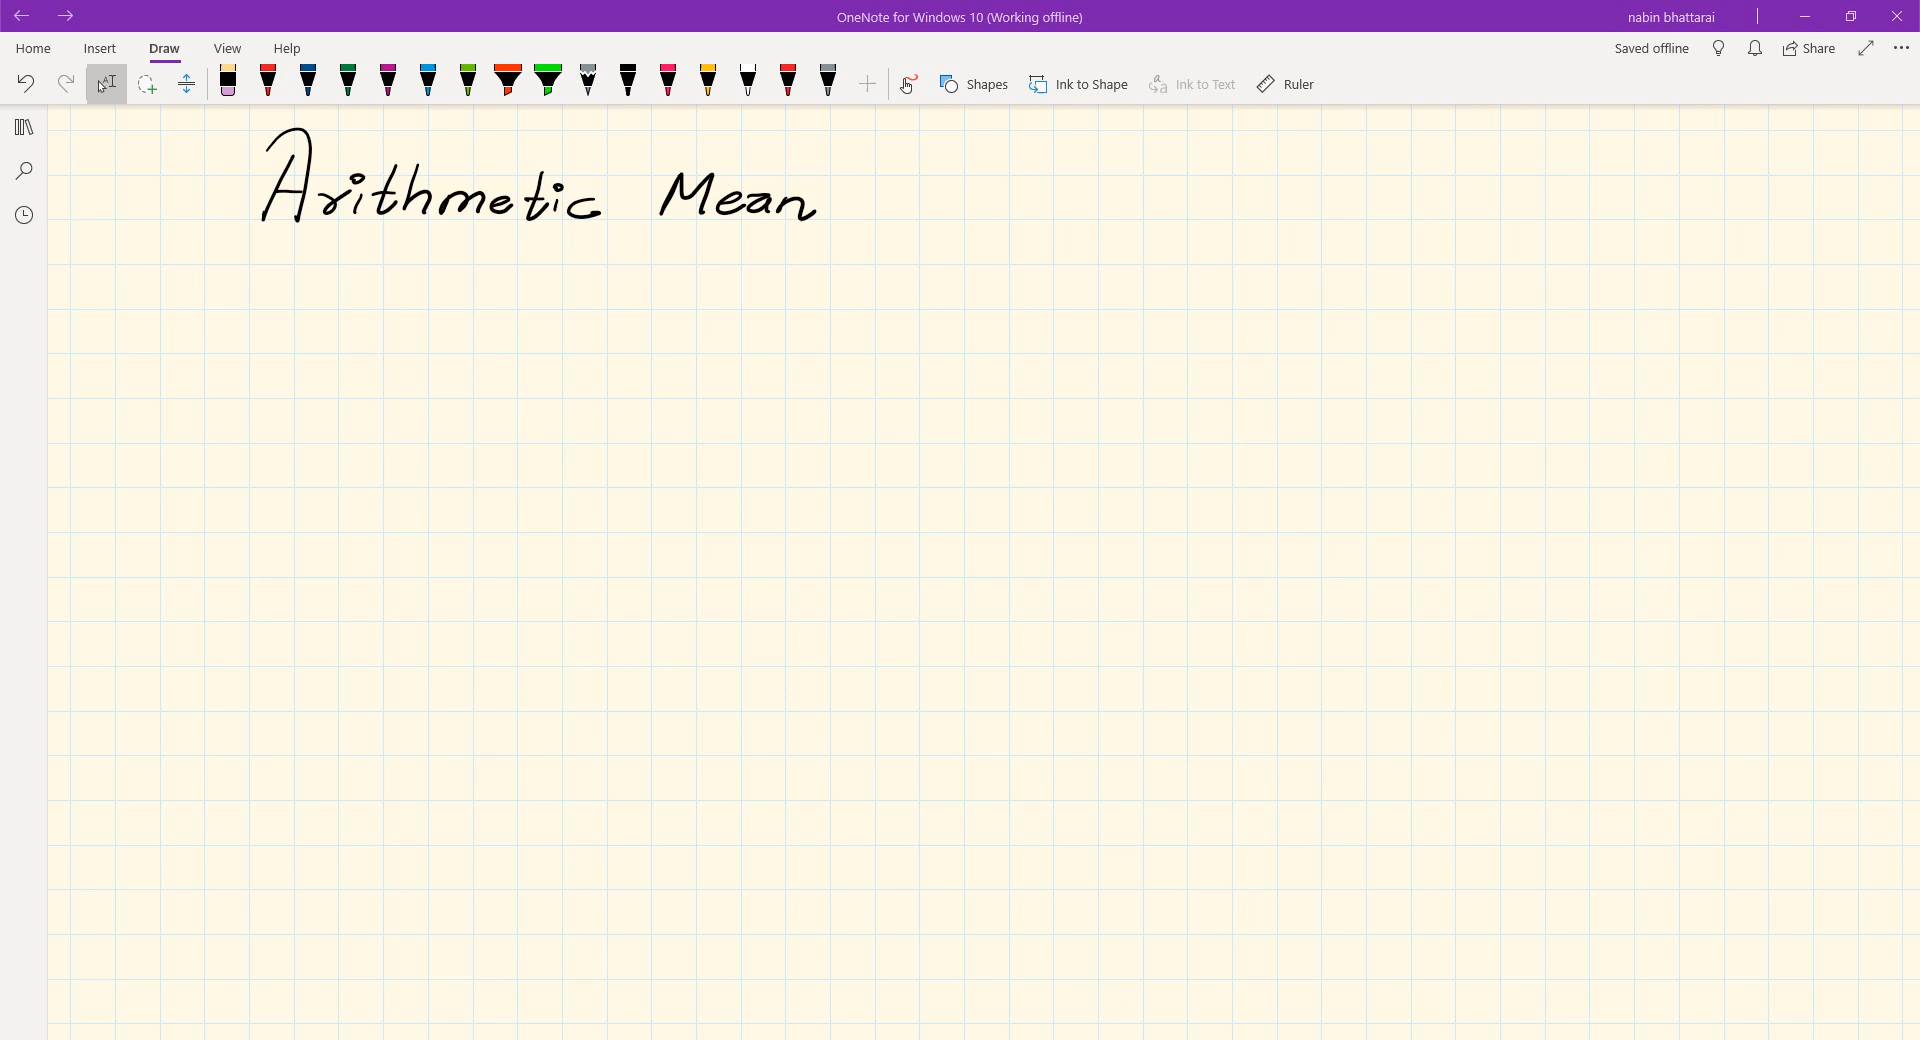 OneNote for Windows 10 (Working offline)
nabin bhattarai
Home Insert Draw View Help
Saved offline Share
Shapes Ink to Shape Ink to Text Ruler
Arithmetic Mean